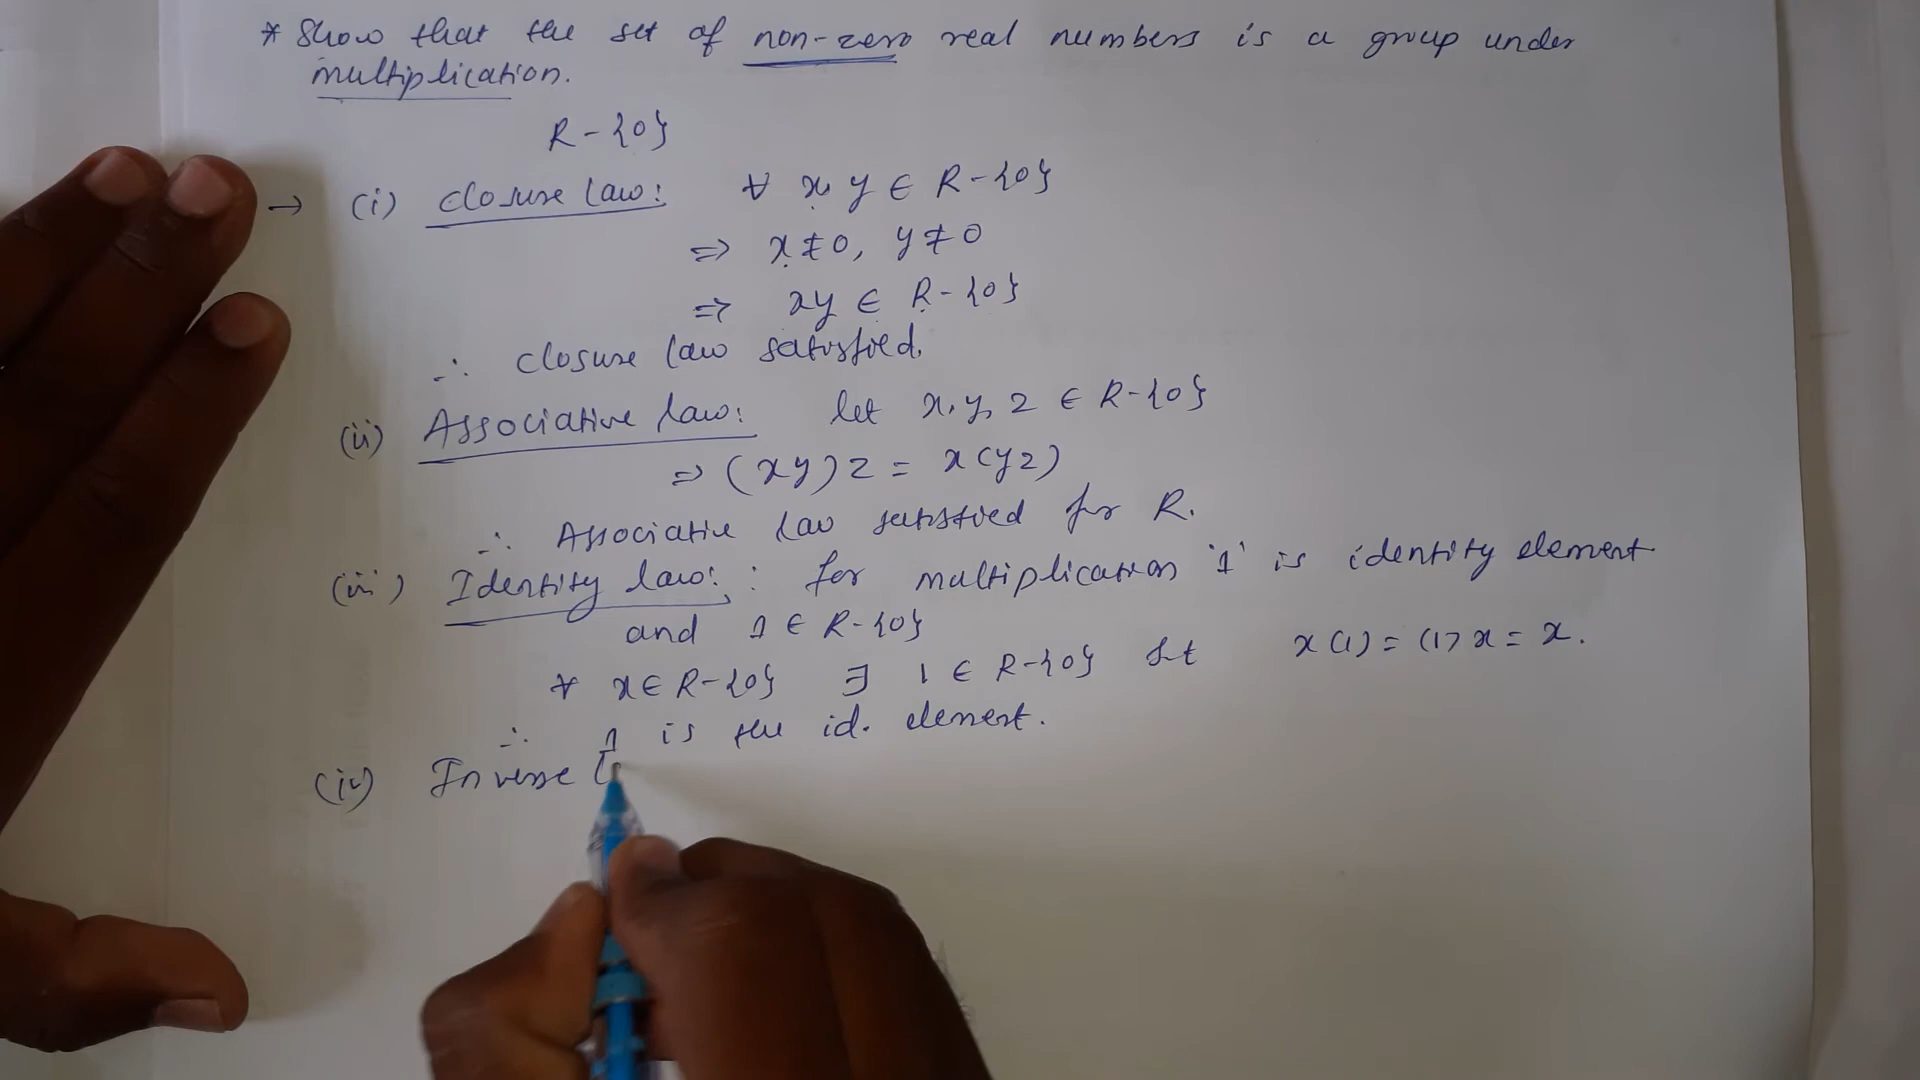 * Show that the set of non-zero real numbers is a group under
multiplication.
R - {0}
→ (i) closure law: ∀ x, y ∈ R - {0}
⇒ x ≠ 0, y ≠ 0
⇒ xy ∈ R - {0}
∴ closure law satisfied.
(ii) Associative law: let x, y, z ∈ R - {0}
⇒ (xy)z = x(yz)
∴ Associative law satisfied for R.
(iii) Identity law: : for multiplication '1' is identity element
and 1 ∈ R - {0}
∀ x ∈ R - {0} ∃ 1 ∈ R - {0} s.t x(1) = (1)x = x.
∴ 1 is the id. element.
(iv) Inverse